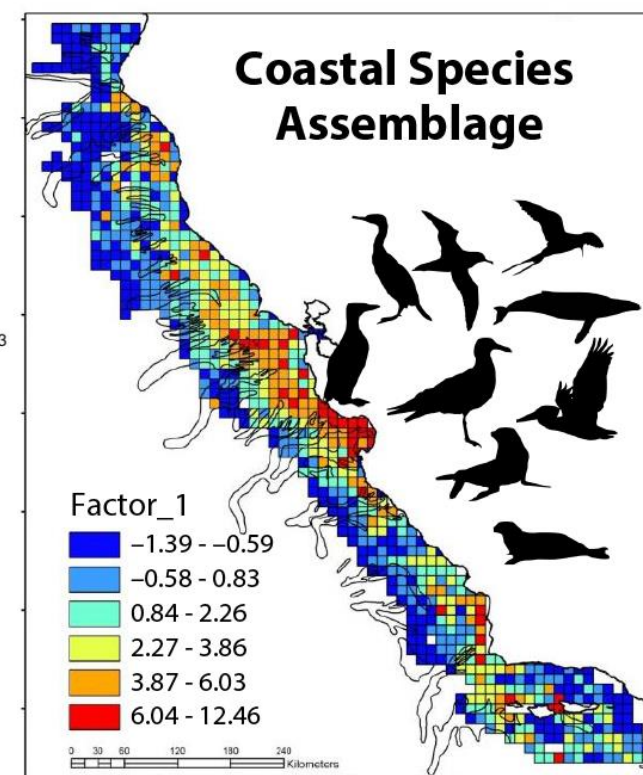 Coastal Species
Assemblage
3
Factor_1
–1.39 - –0.59
–0.58 - 0.83
0.84 - 2.26
2.27 - 3.86
3.87 - 6.03
6.04 - 12.46
0 30 60 120 180 240
Kilometers